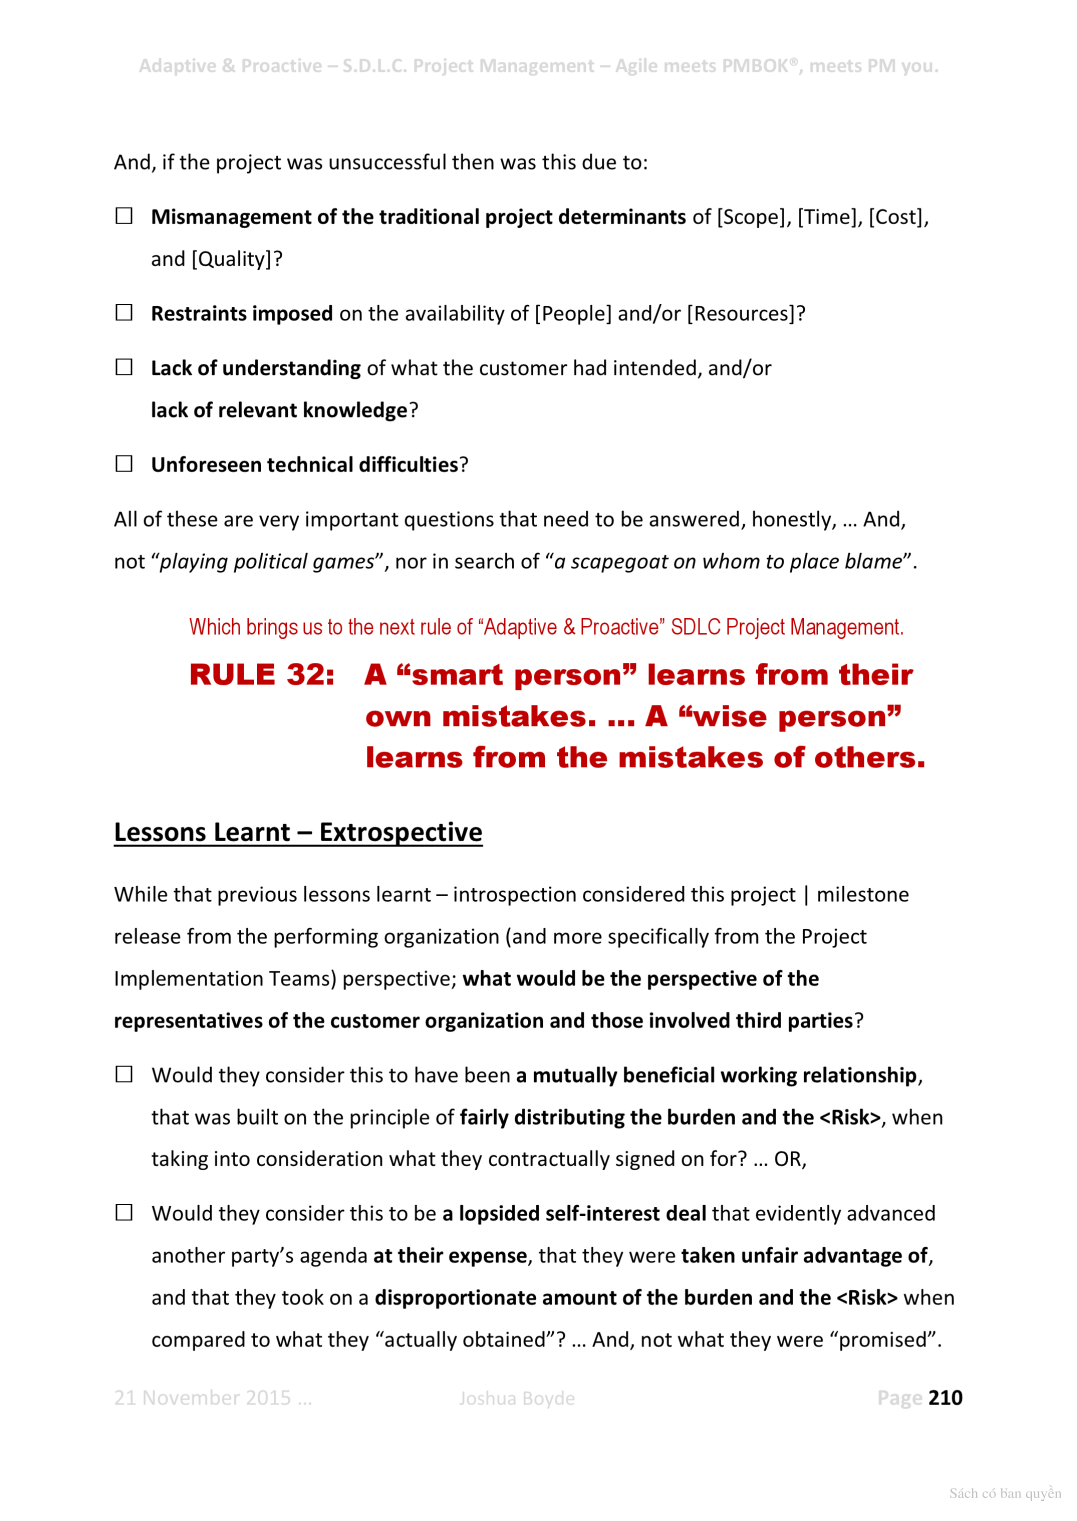 Adaptive & Proactive – S.D.L.C. Project Management – Agile meets PMBOK®, meets PM you.
And, if the project was unsuccessful then was this due to:
☐ Mismanagement of the traditional project determinants of [Scope], [Time], [Cost],
and [Quality]?
☐ Restraints imposed on the availability of [People] and/or [Resources]?
☐ Lack of understanding of what the customer had intended, and/or
lack of relevant knowledge?
☐ Unforeseen technical difficulties?
All of these are very important questions that need to be answered, honestly, … And,
not “playing political games”, nor in search of “a scapegoat on whom to place blame”.
Which brings us to the next rule of “Adaptive & Proactive” SDLC Project Management.
RULE 32: A “smart person” learns from their
own mistakes. … A “wise person”
learns from the mistakes of others.
Lessons Learnt – Extrospective
While that previous lessons learnt – introspection considered this project | milestone
release from the performing organization (and more specifically from the Project
Implementation Teams) perspective; what would be the perspective of the
representatives of the customer organization and those involved third parties?
☐ Would they consider this to have been a mutually beneficial working relationship,
that was built on the principle of fairly distributing the burden and the <Risk>, when
taking into consideration what they contractually signed on for? … OR,
☐ Would they consider this to be a lopsided self-interest deal that evidently advanced
another party’s agenda at their expense, that they were taken unfair advantage of,
and that they took on a disproportionate amount of the burden and the <Risk> when
compared to what they “actually obtained”? … And, not what they were “promised”.
21 November 2015 … Joshua Boyde Page 210
Sách có bản quyền